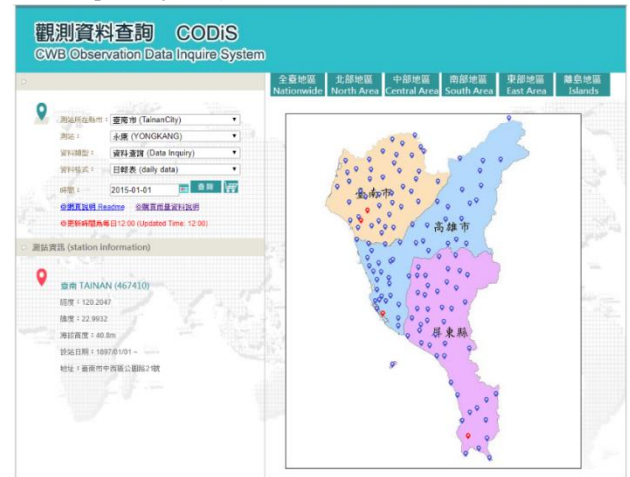 觀測資料查詢 CODiS
CWB Observation Data Inquire System
全臺地區 北部地區 中部地區 南部地區 東部地區 離島地區
Nationwide North Area Central Area South Area East Area Islands
測站所在縣市： 臺南市 (TainanCity)
測站： 永康 (YONGKANG)
資料類型： 資料查詢 (Data Inquiry)
資料格式： 日報表 (daily data)
時間： 2015-01-01 查詢
※網頁說明 Readme ※購買紙量資料說明
※更新時間為每日12:00 (Updated Time: 12:00)
測站資訊 (station information)
臺南 TAINAN (467410)
經度：120.2047
緯度：22.9932
海拔高度：40.8m
設站日期：1897/01/01 ~
地址：臺南市中西區公園路21號
臺南市
高雄市
屏東縣